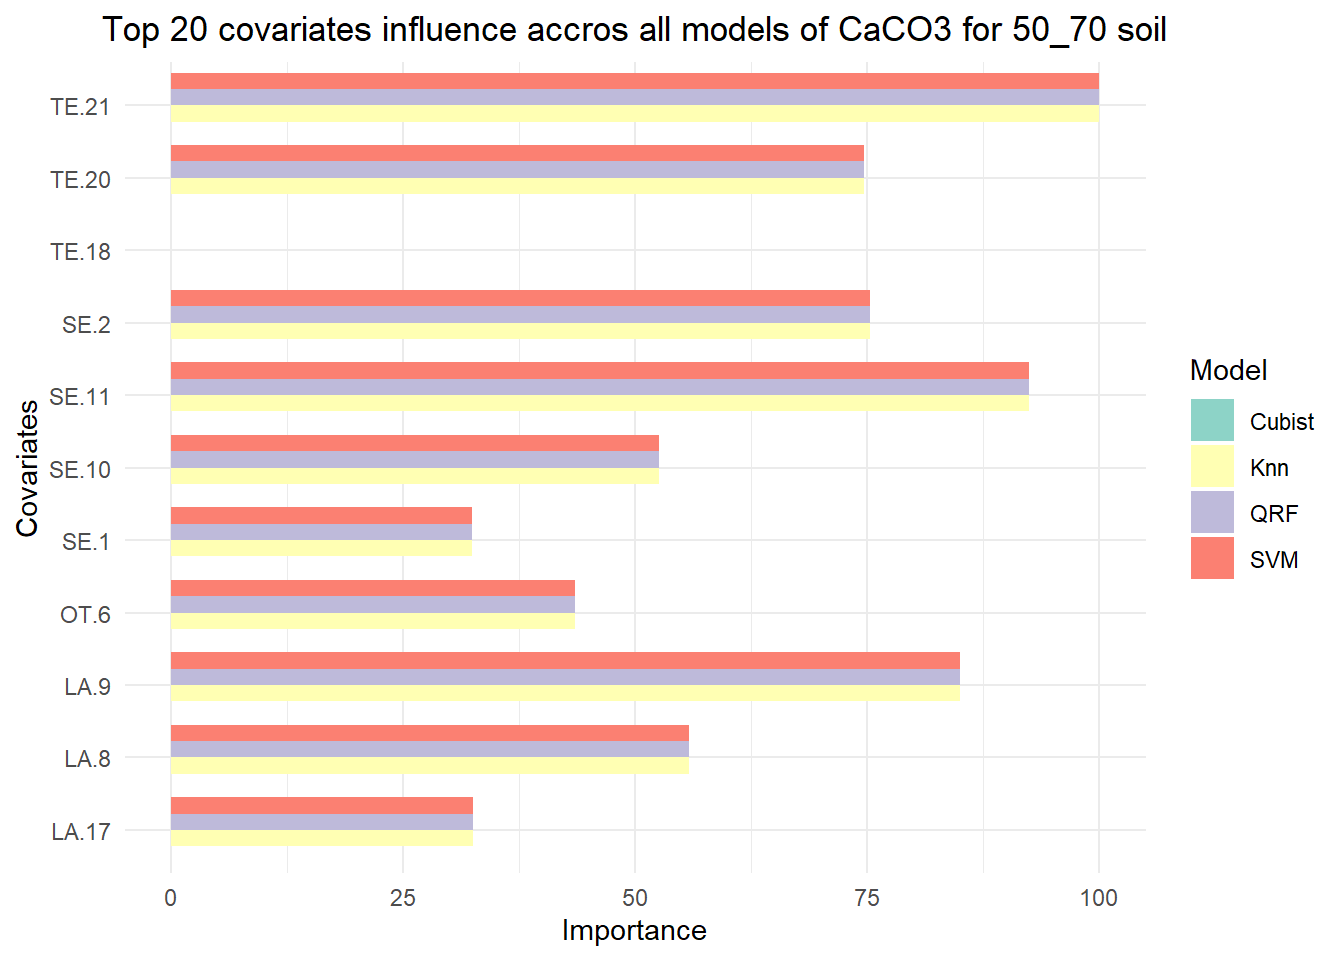 Top 20 covariates influence accros all models of CaCO3 for 50_70 soil
TE.21
TE.20
TE.18
SE.2
SE.11
SE.10
SE.1
OT.6
LA.9
LA.8
LA.17
Covariates
0 25 50 75 100
Importance
Model
Cubist
Knn
QRF
SVM